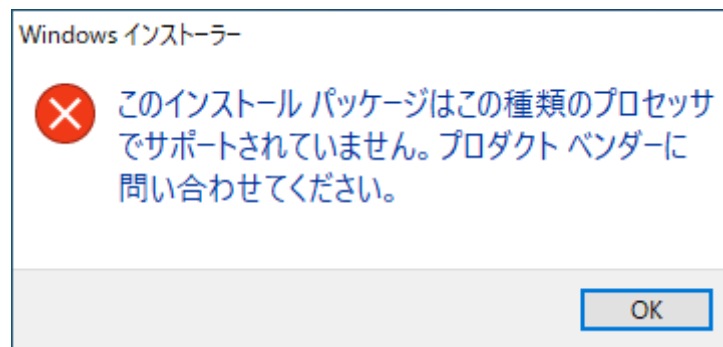 Windows インストーラー
このインストール パッケージはこの種類のプロセッサ
でサポートされていません。プロダクト ベンダーに
問い合わせてください。
OK